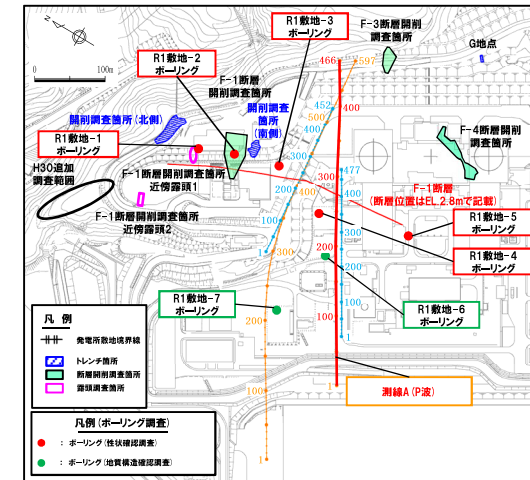 N
0
100m
R1敷地-3
ボーリング
F-3断層開削
調査箇所
G地点
R1敷地-2
ボーリング
F-1断層
開削調査箇所
466
597
開削調査箇所(北側)
開削調査
箇所
(南側)
452
500
400
F-4断層開削
調査箇所
R1敷地-1
ボーリング
H30追加
調査範囲
F-1断層開削調査箇所
近傍露頭1
F-1断層開削調査箇所
近傍露頭2
300
400
200
100
1
300
477
400
300
200
100
1
300
200
100
1
200
100
1
F-1断層
(断層位置はEL.2.8mで記載)
R1敷地-5
ボーリング
R1敷地-4
ボーリング
R1敷地-7
ボーリング
R1敷地-6
ボーリング
測線A(P波)
凡 例
発電所敷地境界線
トレンチ箇所
断層開削調査箇所
露頭調査箇所
凡例(ボーリング調査)
: ボーリング(性状確認調査)
: ボーリング(地質構造確認調査)